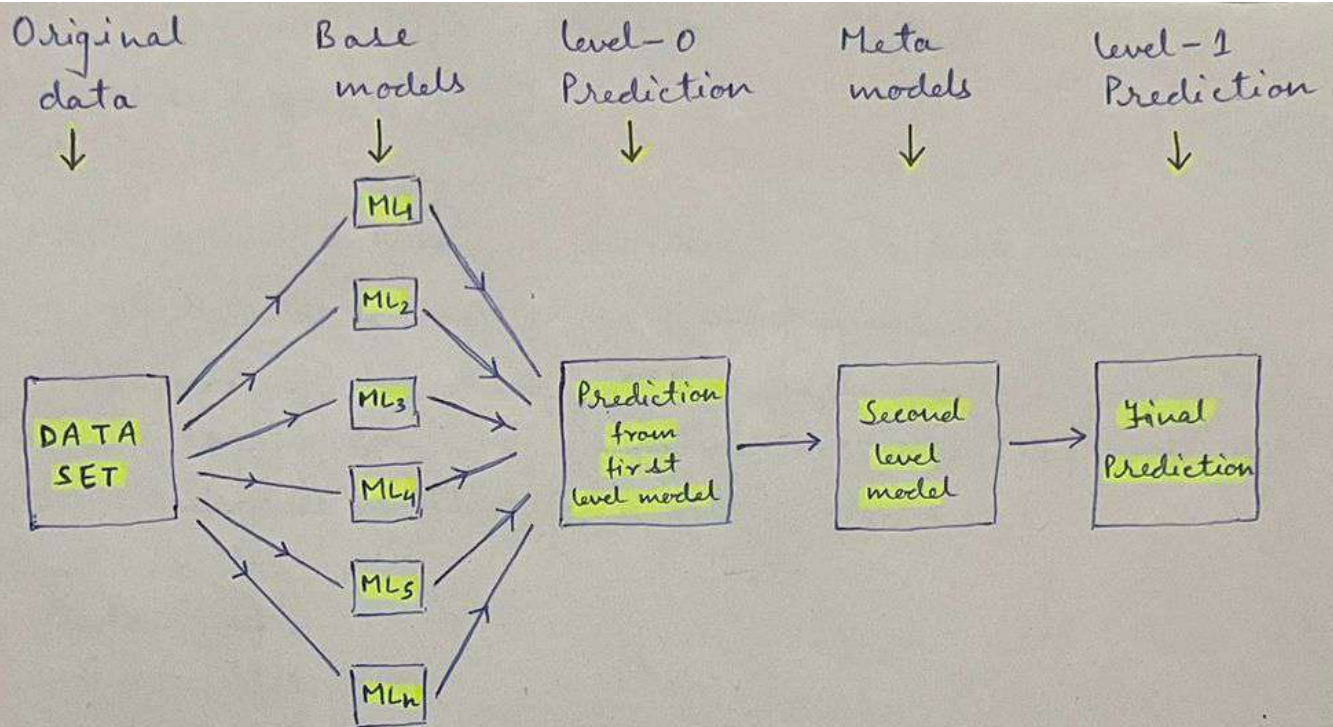 Original
data
Base
models
level-0
Prediction
Meta
models
level-1
Prediction
ML1
ML2
ML3
ML4
ML5
MLn
DATA
SET
Prediction
from
first
level model
Second
level
model
Final
Prediction